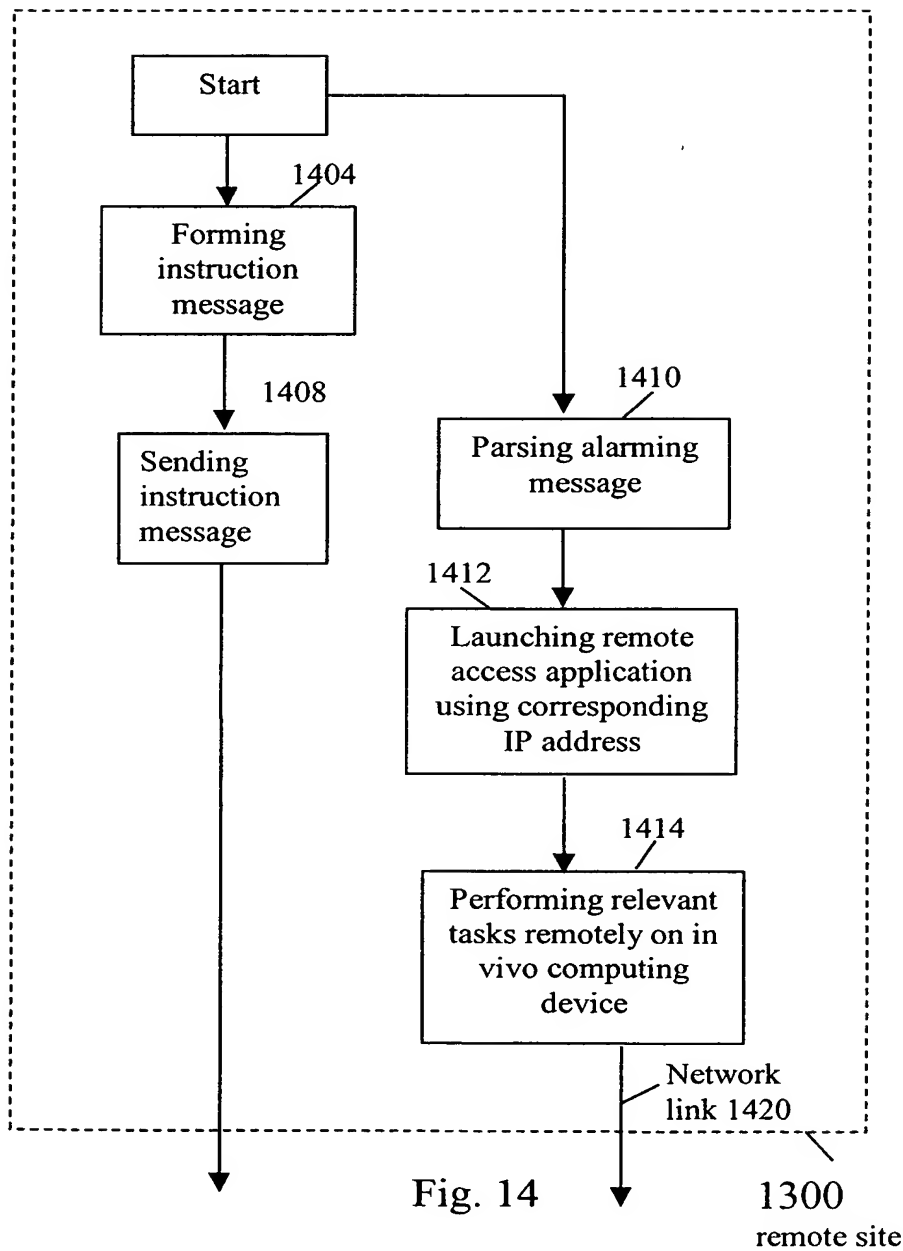 Start
1404
Forming
instruction
message
1408
Sending
instruction
message
1410
Parsing alarming
message
1412
Launching remote
access application
using corresponding
IP address
1414
Performing relevant
tasks remotely on in
vivo computing
device
Network
link 1420
Fig. 14
1300
remote site